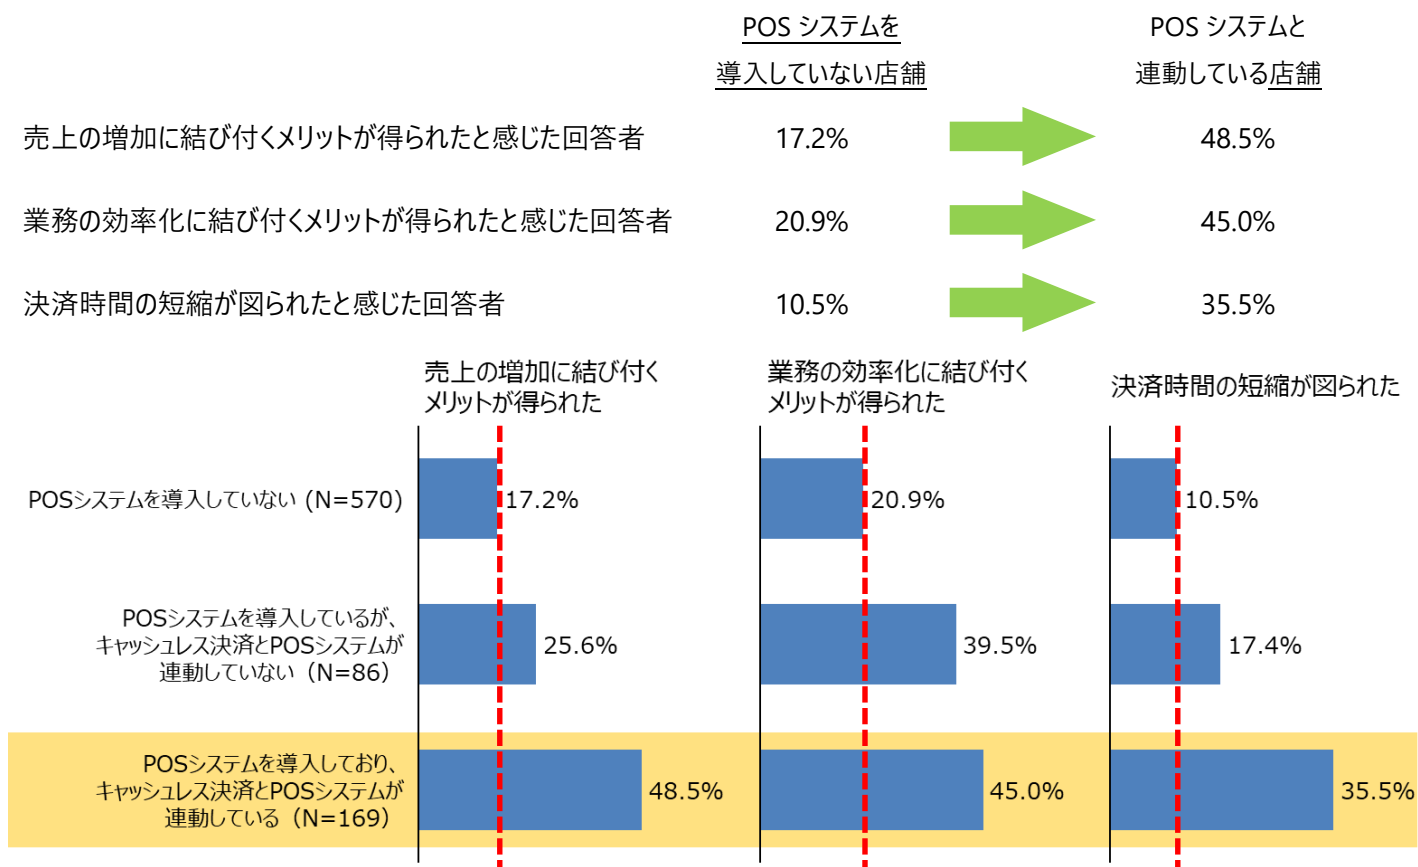 POS システムを
導入していない店舗
POS システムと
連動している店舗
売上の増加に結び付くメリットが得られたと感じた回答者
17.2%
48.5%
業務の効率化に結び付くメリットが得られたと感じた回答者
20.9%
45.0%
決済時間の短縮が図られたと感じた回答者
10.5%
35.5%
売上の増加に結び付く
メリットが得られた
業務の効率化に結び付く
メリットが得られた
決済時間の短縮が図られた
POSシステムを導入していない (N=570)
17.2%
20.9%
10.5%
POSシステムを導入しているが、
キャッシュレス決済とPOSシステムが
連動していない（N=86）
25.6%
39.5%
17.4%
POSシステムを導入しており、
キャッシュレス決済とPOSシステムが
連動している（N=169）
48.5%
45.0%
35.5%